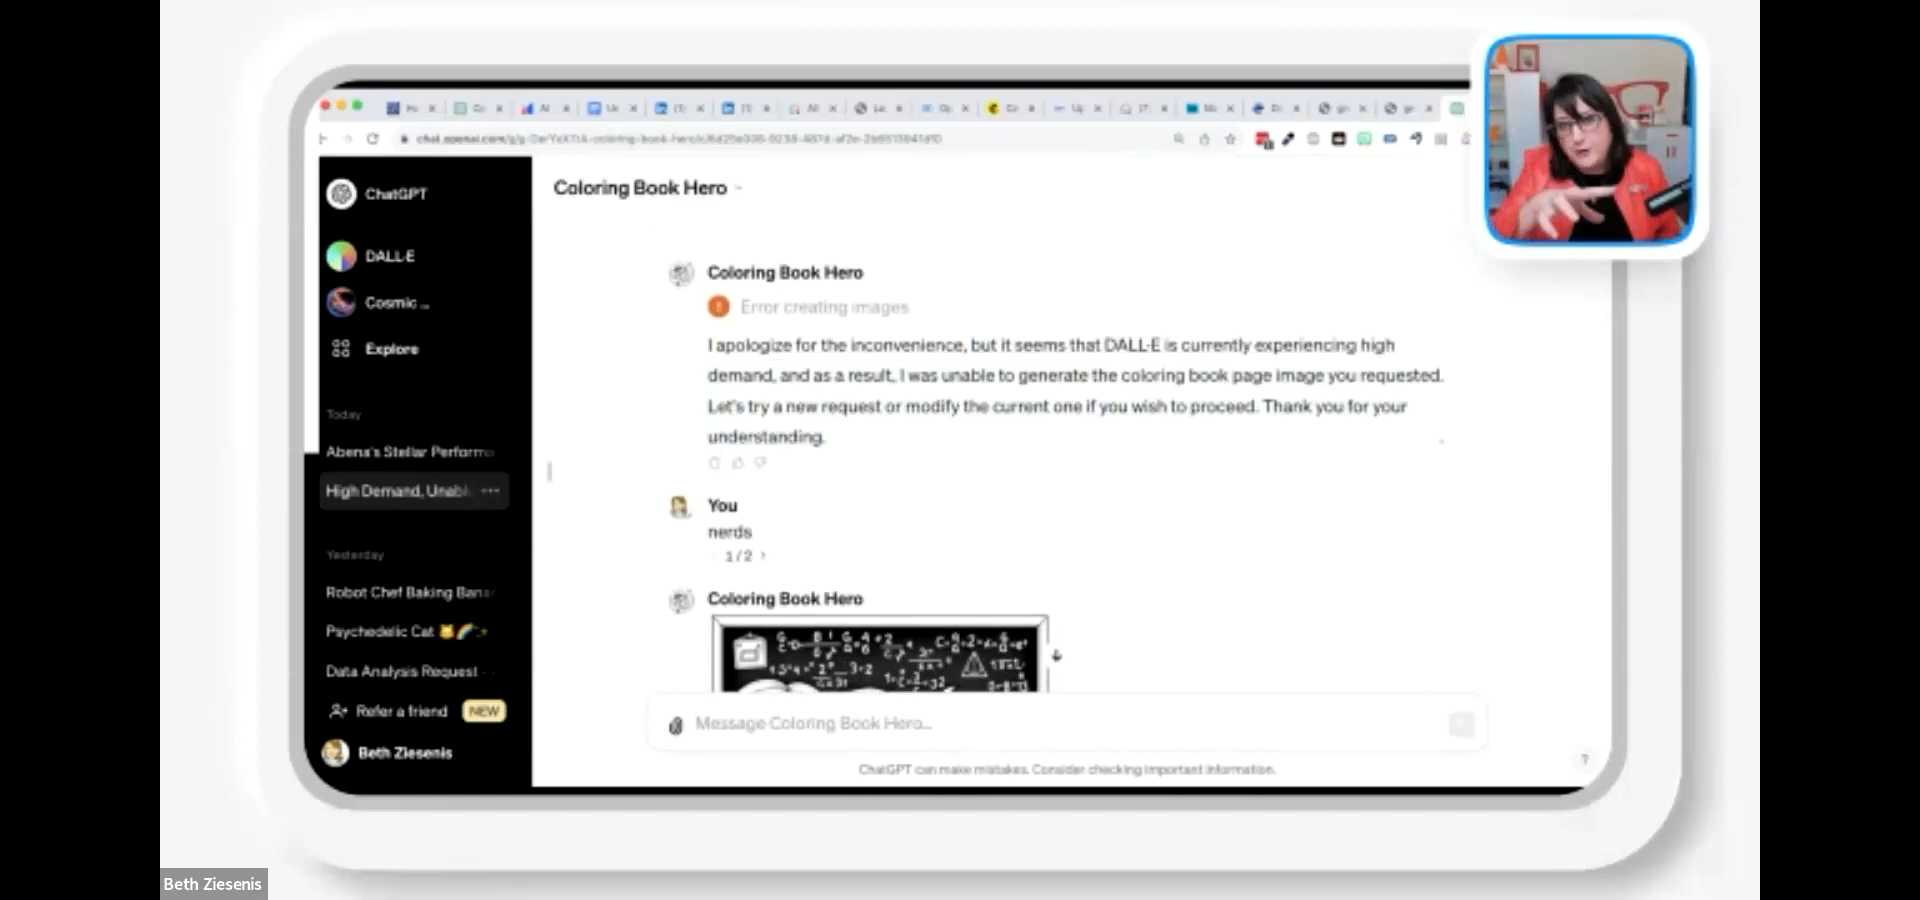 Coloring Book Hero
ChatGPT
DALL·E
Cosmic ...
Explore
Today
Abena's Stellar Performa
High Demand, Unabl
Yesterday
Robot Chef Baking Bana
Psychedelic Cat
Data Analysis Request
Refer a friend NEW
Beth Ziesenis
Coloring Book Hero
Error creating images
I apologize for the inconvenience, but it seems that DALL·E is currently experiencing high
demand, and as a result, I was unable to generate the coloring book page image you requested.
Let's try a new request or modify the current one if you wish to proceed. Thank you for your
understanding.
You
nerds
1 / 2
Coloring Book Hero
Message Coloring Book Hero...
ChatGPT can make mistakes. Consider checking important information.
?
Beth Ziesenis